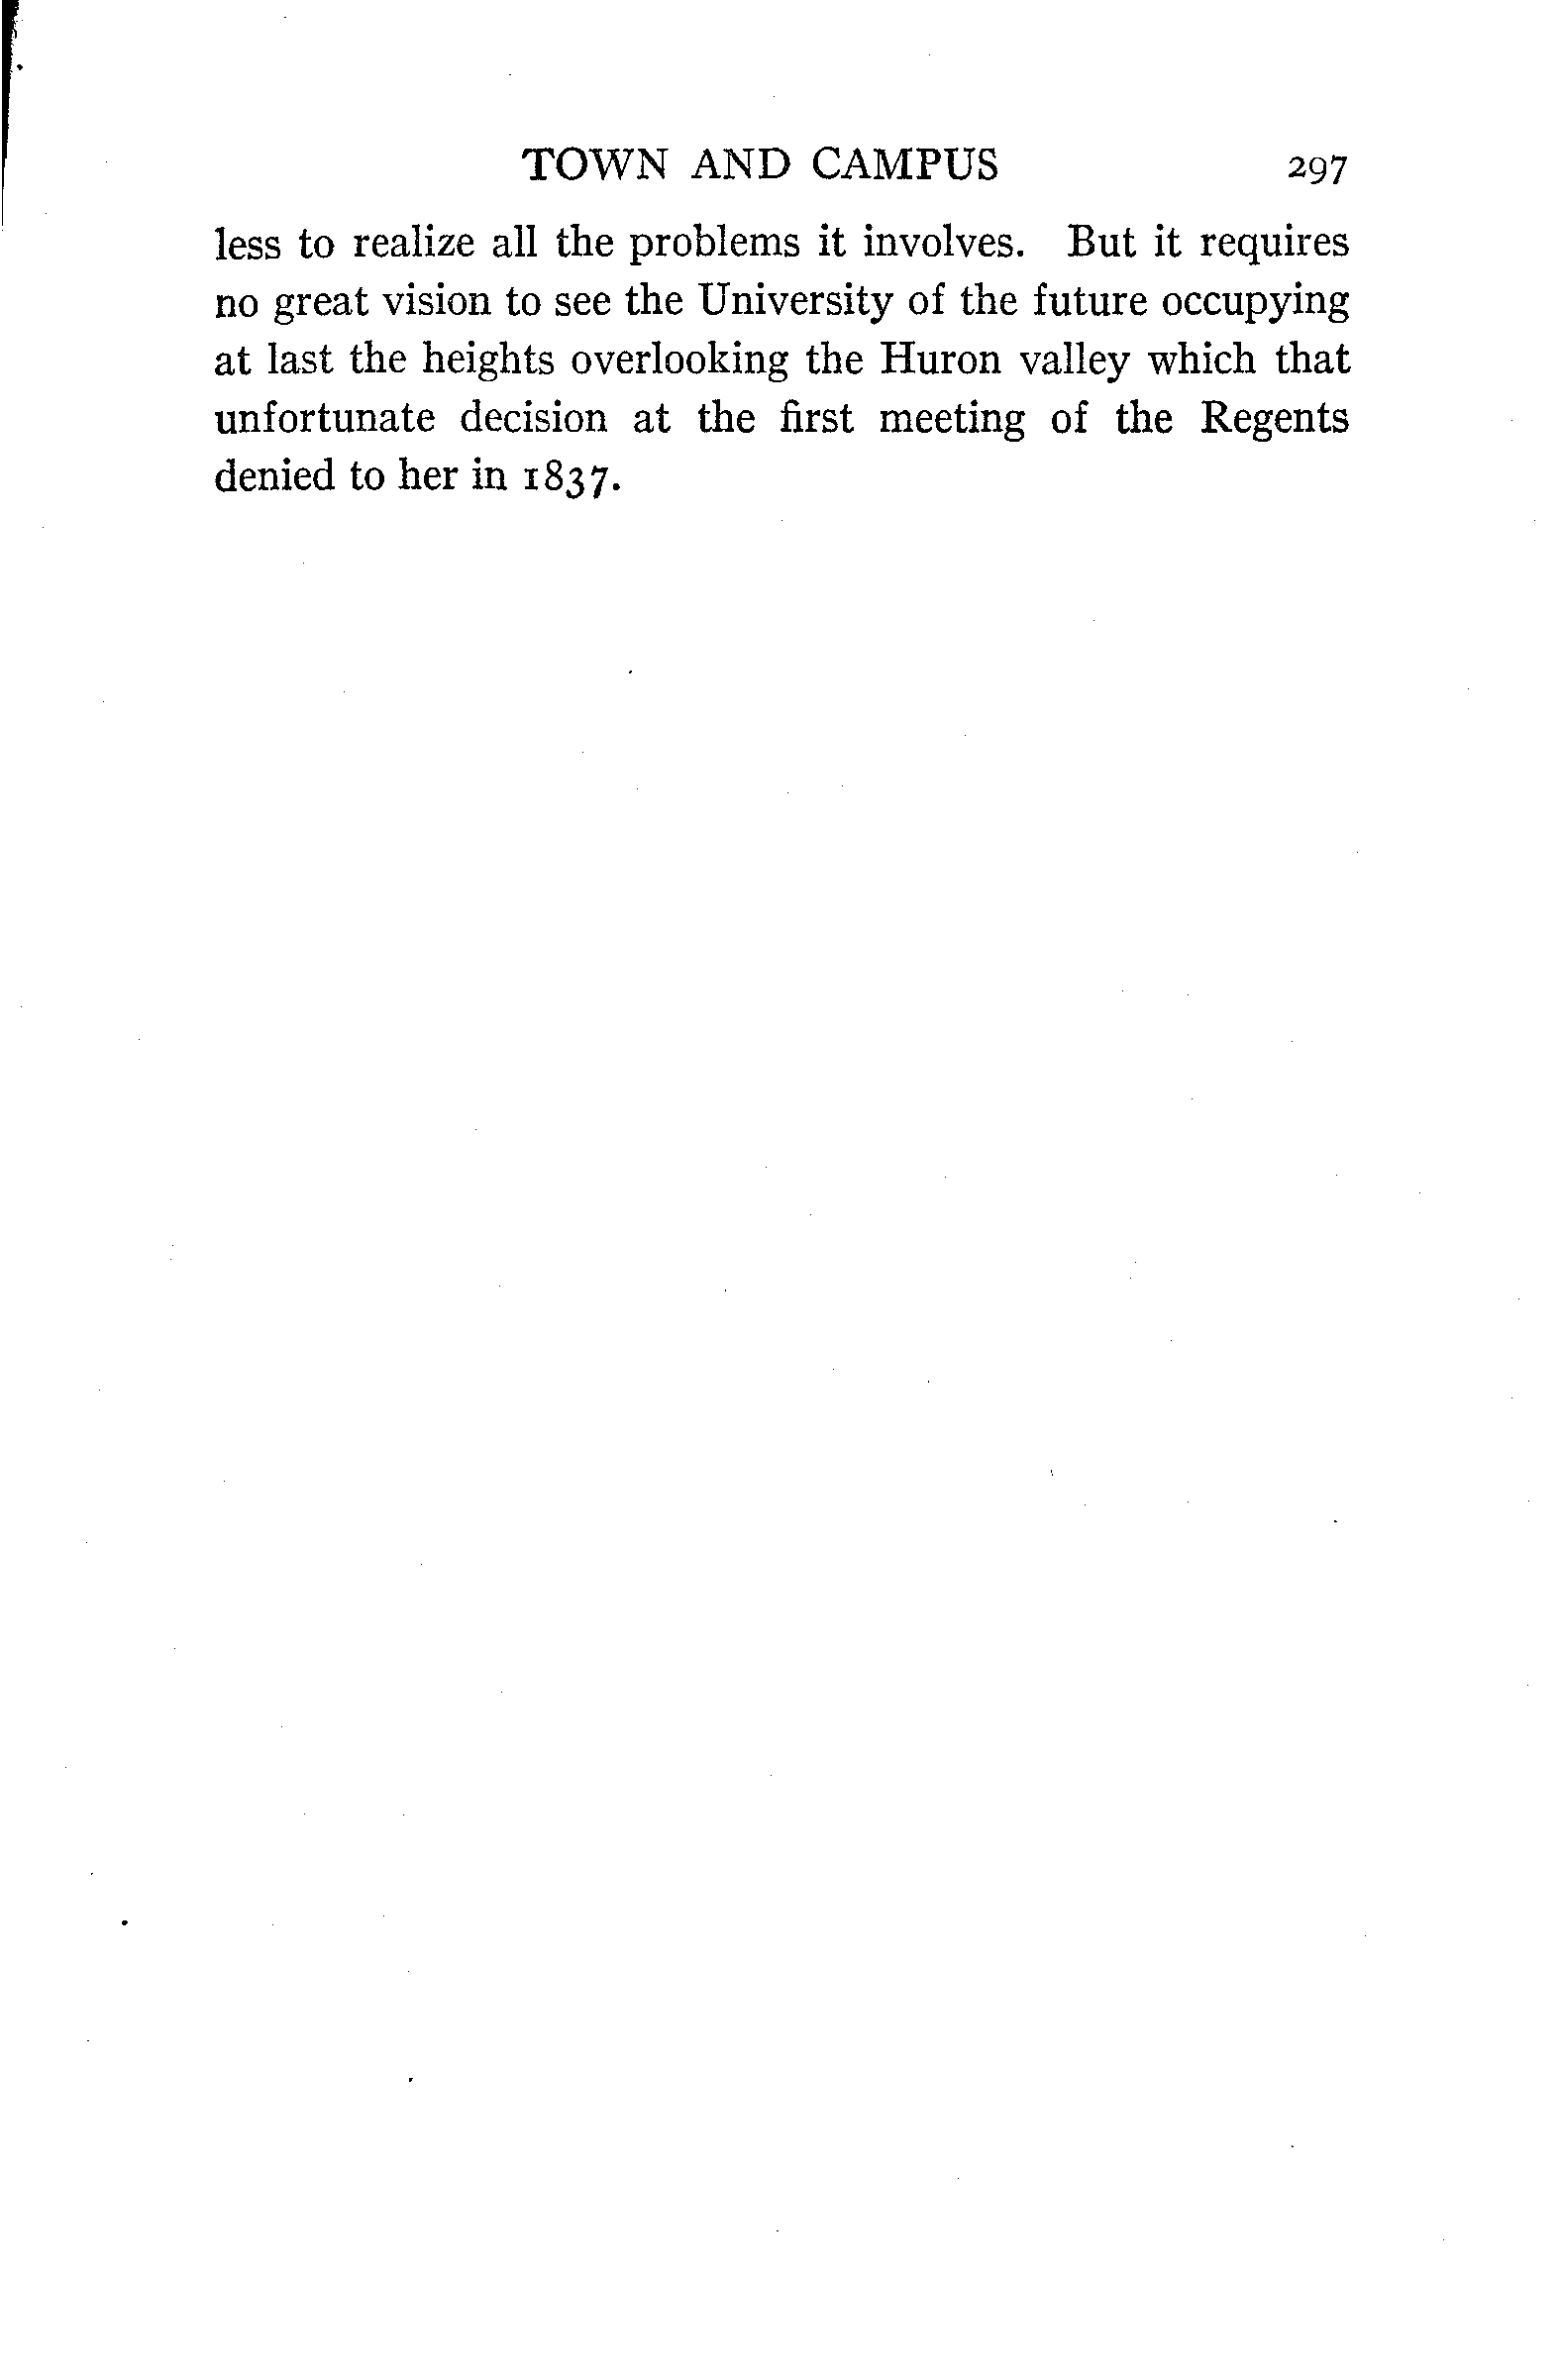 TOWN AND CAMPUS 297
less to realize all the problems it involves. But it requires
no great vision to see the University of the future occupying
at last the heights overlooking the Huron valley which that
unfortunate decision at the first meeting of the Regents
denied to her in 1837.